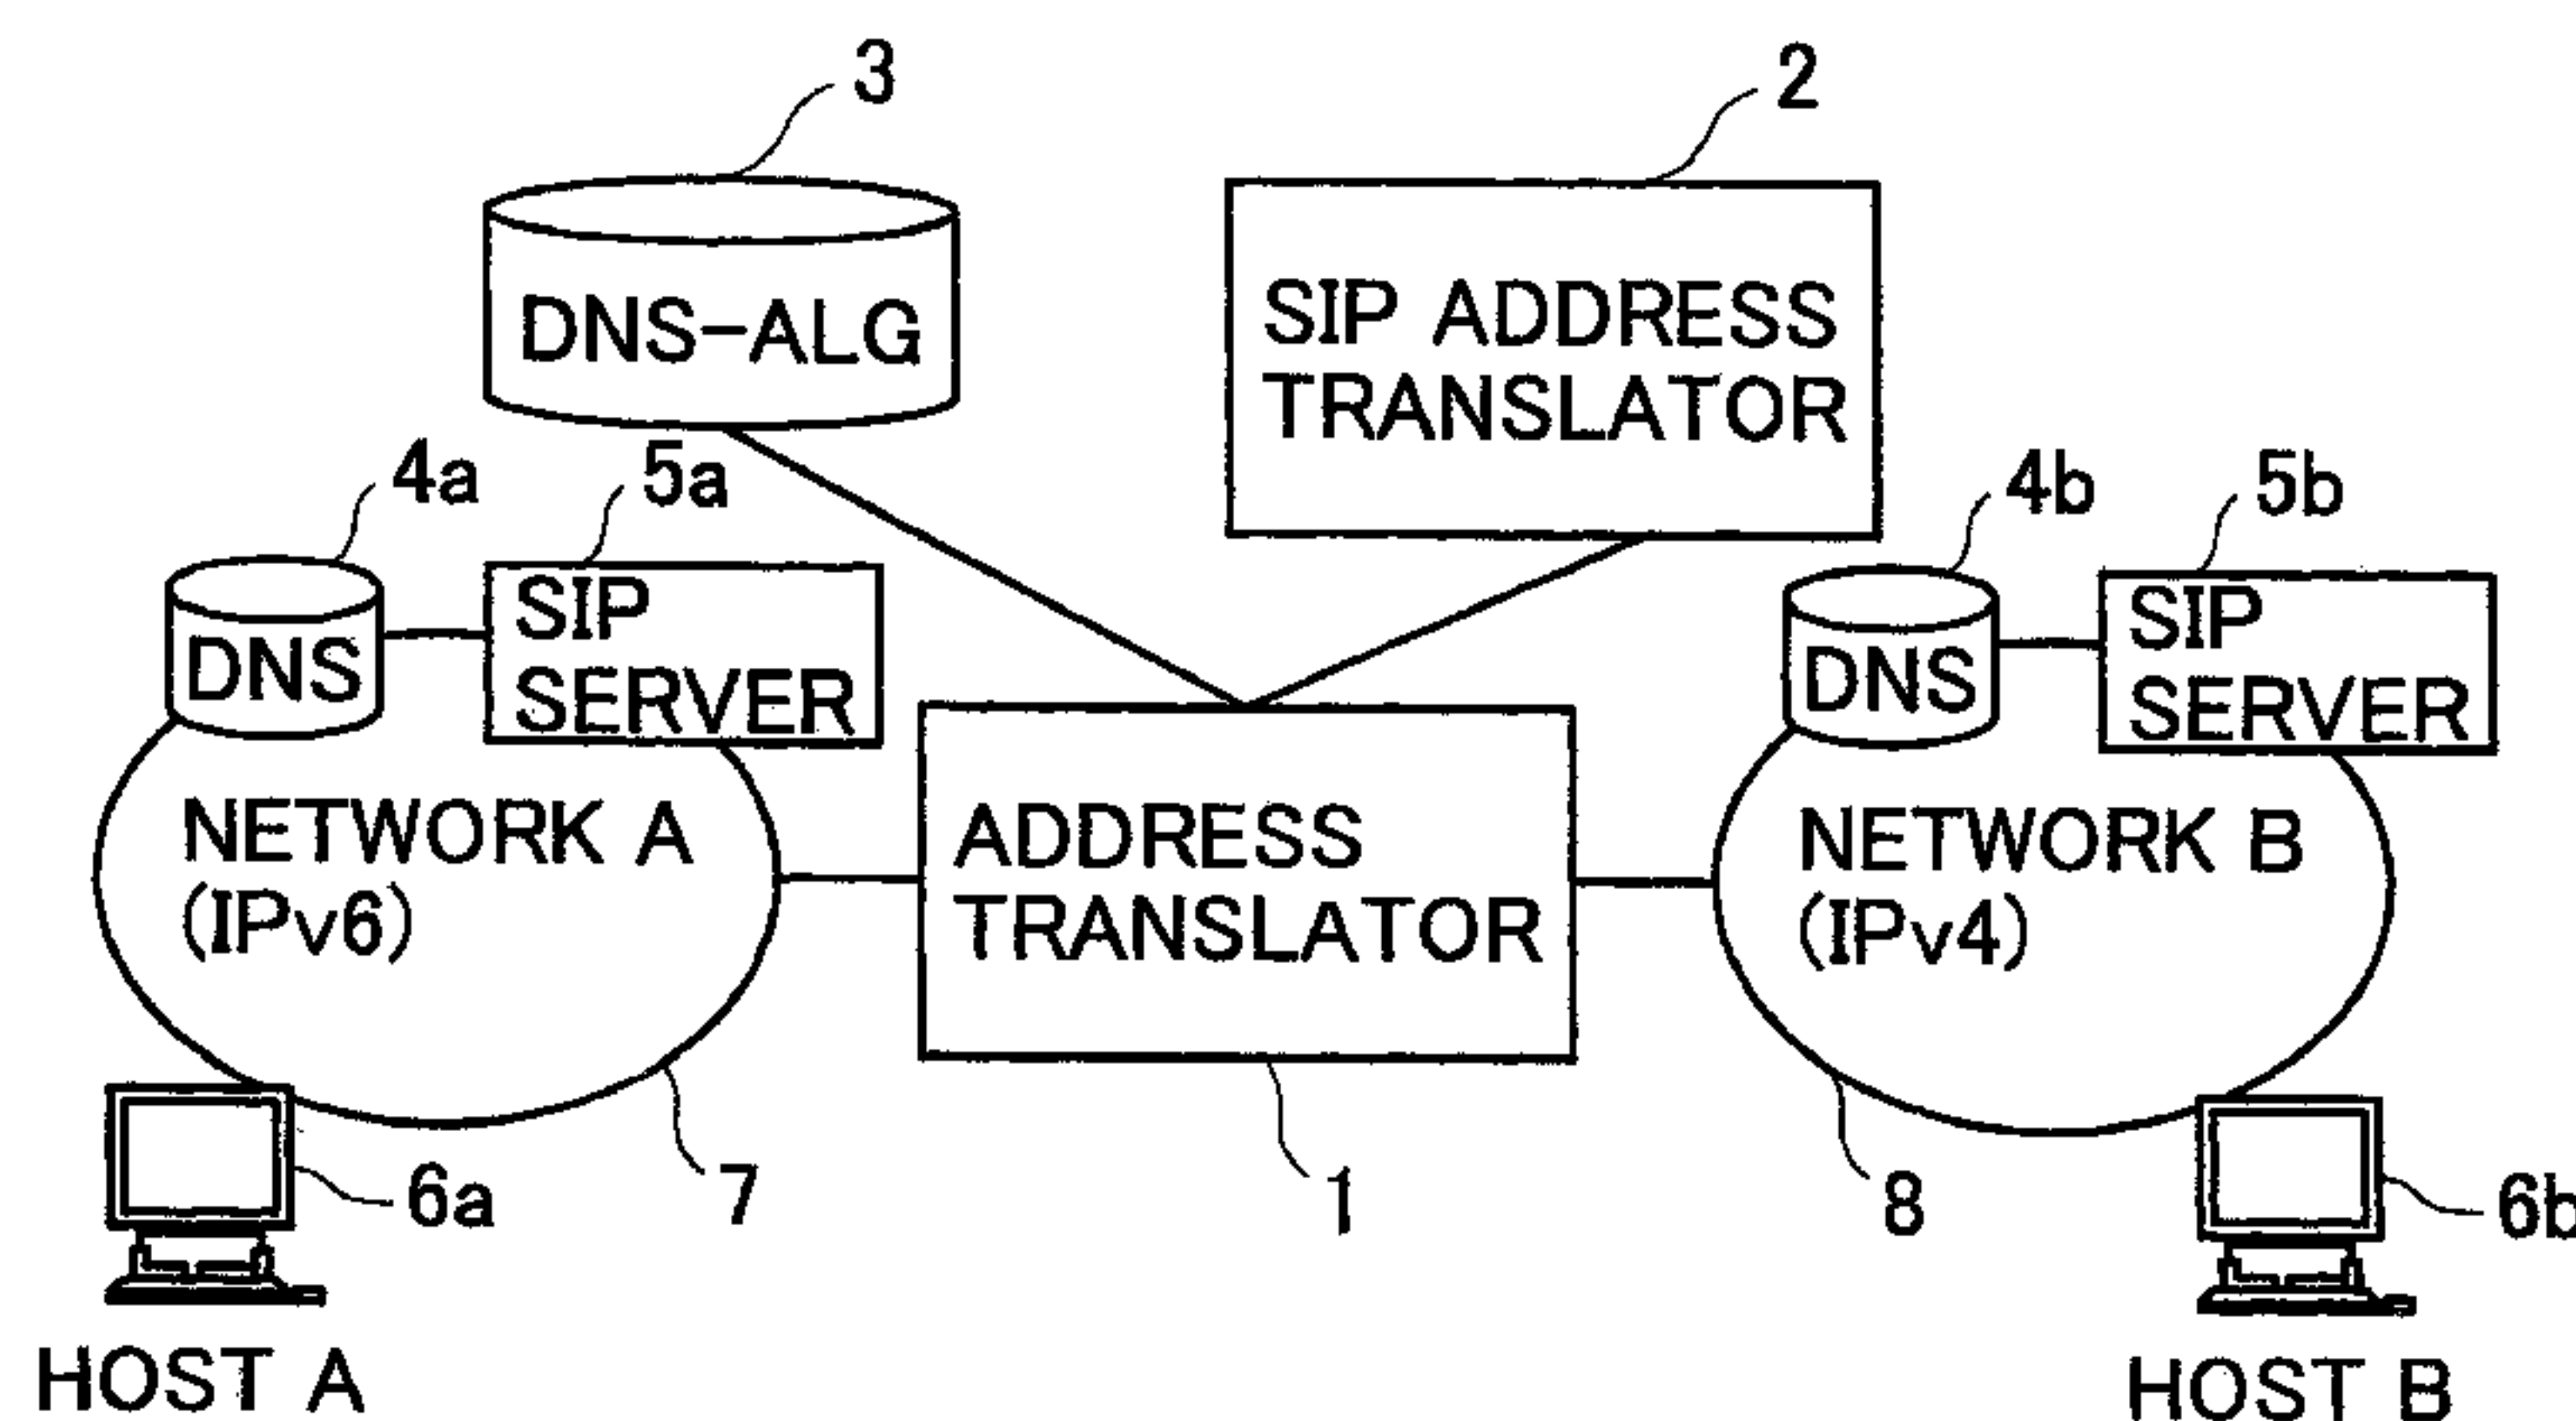 3
2
DNS-ALG
SIP ADDRESS
TRANSLATOR
4a
5a
4b
5b
DNS
SIP
SERVER
DNS
SIP
SERVER
NETWORK A
(IPv6)
ADDRESS
TRANSLATOR
NETWORK B
(IPv4)
6a
7
1
8
6b
HOST A
HOST B